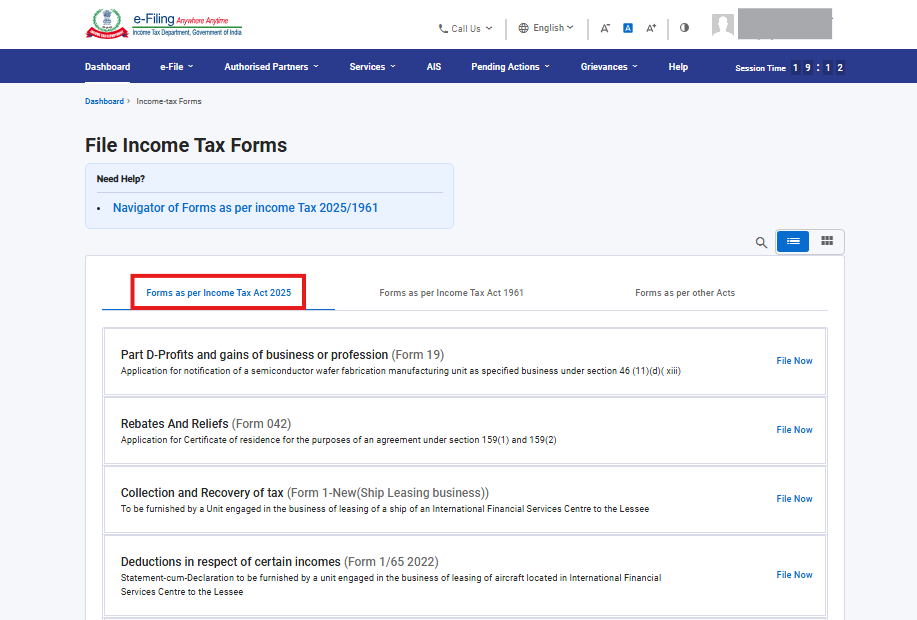 e-Filing Anywhere Anytime
Income Tax Department, Government of India
Call Us
English
A-
A
A+
Dashboard
e-File
Authorised Partners
Services
AIS
Pending Actions
Grievances
Help
Session Time 1 9 : 1 2
Dashboard › Income-tax Forms
File Income Tax Forms
Need Help?
• Navigator of Forms as per income Tax 2025/1961
Forms as per Income Tax Act 2025
Forms as per Income Tax Act 1961
Forms as per other Acts
Part D-Profits and gains of business or profession (Form 19)
Application for notification of a semiconductor wafer fabrication manufacturing unit as specified business under section 46 (11)(d)( xiii)
File Now
Rebates And Reliefs (Form 042)
Application for Certificate of residence for the purposes of an agreement under section 159(1) and 159(2)
File Now
Collection and Recovery of tax (Form 1-New(Ship Leasing business))
To be furnished by a Unit engaged in the business of leasing of a ship of an International Financial Services Centre to the Lessee
File Now
Deductions in respect of certain incomes (Form 1/65 2022)
Statement-cum-Declaration to be furnished by a unit engaged in the business of leasing of aircraft located in International Financial
Services Centre to the Lessee
File Now